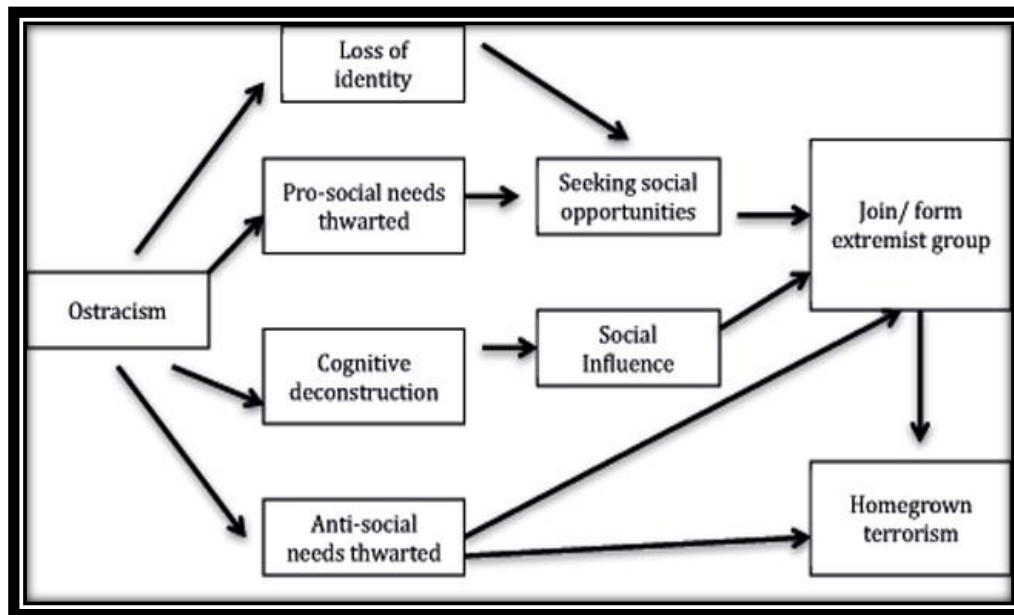 Loss of
identity
Pro-social needs
thwarted
Seeking social
opportunities
Join/ form
extremist group
Ostracism
Cognitive
deconstruction
Social
Influence
Anti-social
needs thwarted
Homegrown
terrorism